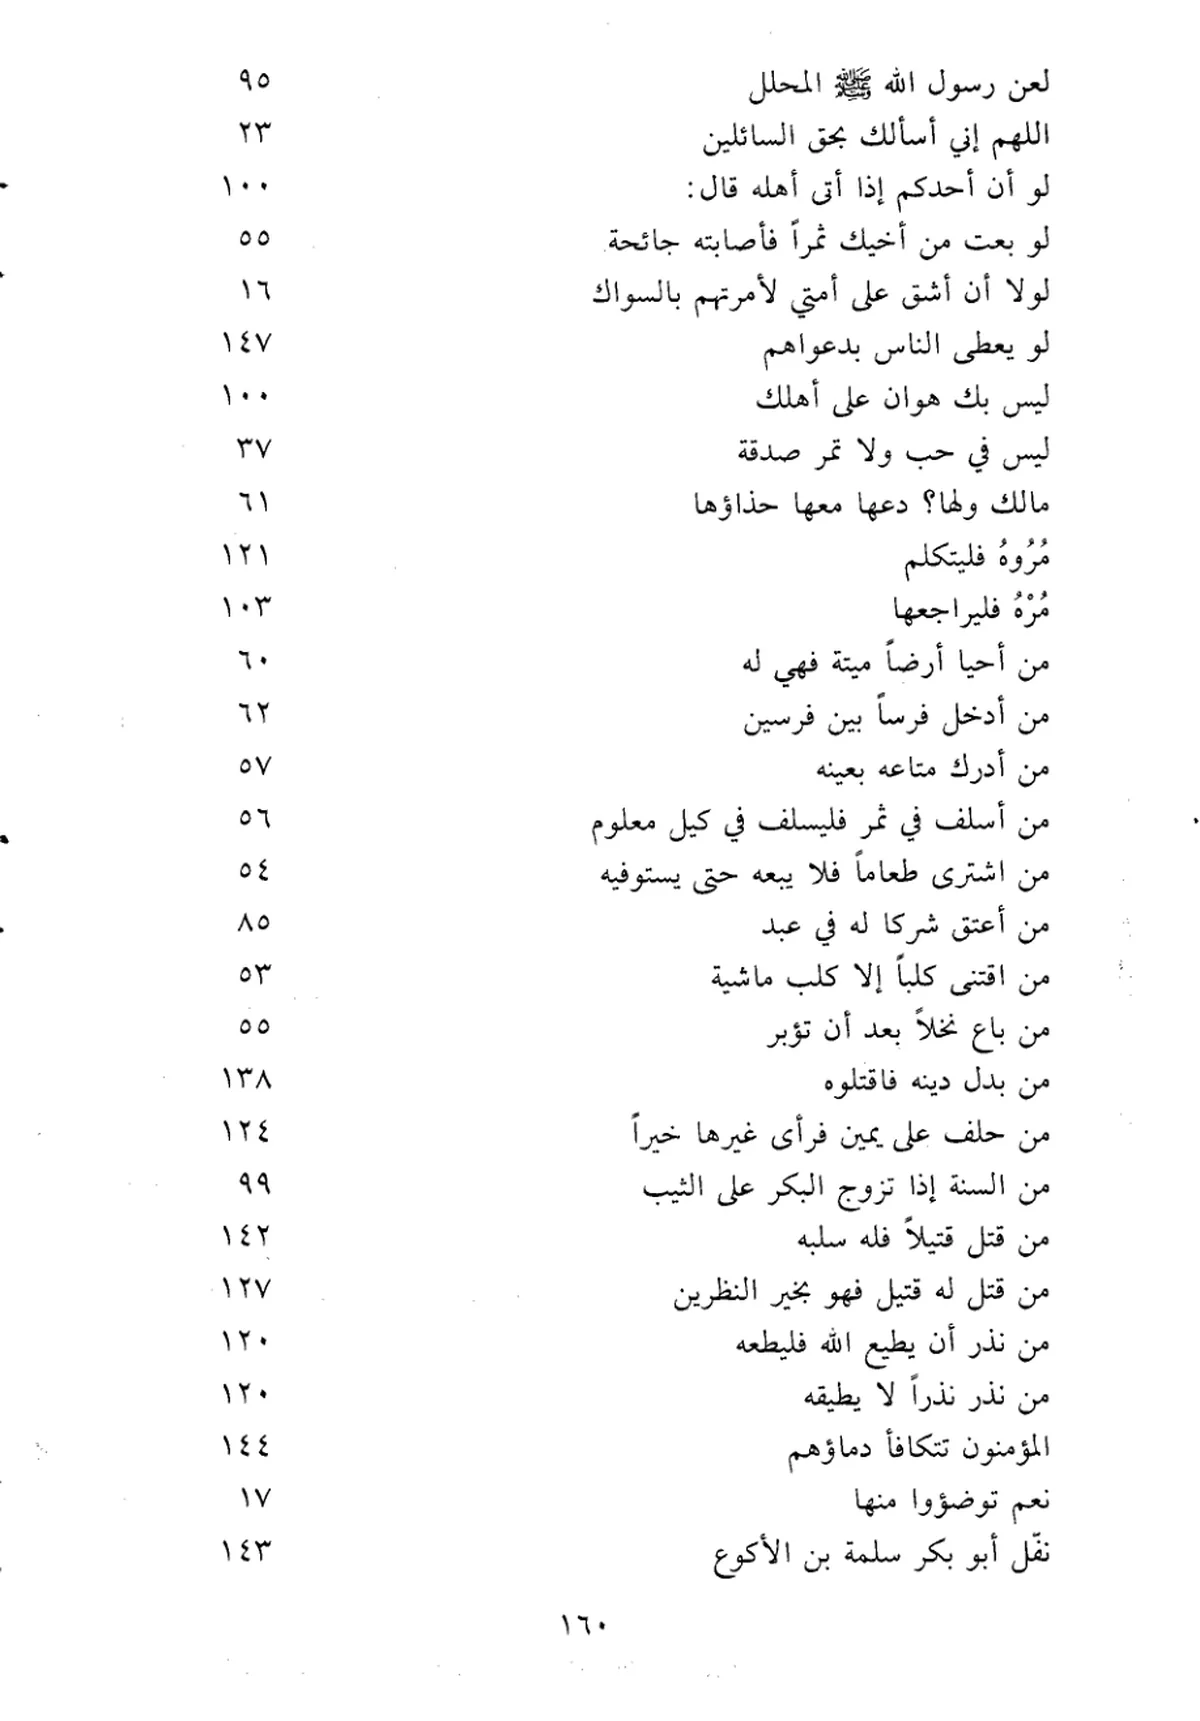 لعن رسول الله ﷺ المحلل ٩٥
اللهم إني أسألك بحق السائلين ٢٣
لو أن أحدكم إذا أتى أهله قال: ١٠٠
لو بعت من أخيك ثمراً فأصابته جائحة ٥٥
لولا أن أشق على أمتي لأمرتهم بالسواك ١٦
لو يعطى الناس بدعواهم ١٤٧
ليس بك هوان على أهلك ١٠٠
ليس في حب ولا تمر صدقة ٣٧
مالك ولها؟ دعها معها حذاؤها ٦١
مُرُوهُ فليتكلم ١٢١
مُرْهُ فليراجعها ١٠٣
من أحيا أرضاً ميتة فهي له ٦٠
من أدخل فرساً بين فرسين ٦٢
من أدرك متاعه بعينه ٥٧
من أسلف في ثمر فليسلف في كيل معلوم ٥٦
من اشترى طعاماً فلا يبعه حتى يستوفيه ٥٤
من أعتق شركا له في عبد ٨٥
من اقتنى كلباً إلا كلب ماشية ٥٣
من باع نخلاً بعد أن تؤبر ٥٥
من بدل دينه فاقتلوه ١٣٨
من حلف على يمين فرأى غيرها خيراً ١٢٤
من السنة إذا تزوج البكر على الثيب ٩٩
من قتل قتيلاً فله سلبه ١٤٢
من قتل له قتيل فهو بخير النظرين ١٢٧
من نذر أن يطيع الله فليطعه ١٢٠
من نذر نذراً لا يطيقه ١٢٠
المؤمنون تتكافأ دماؤهم ١٤٤
نعم توضؤوا منها ١٧
نفّل أبو بكر سلمة بن الأكوع ١٤٣
١٦٠